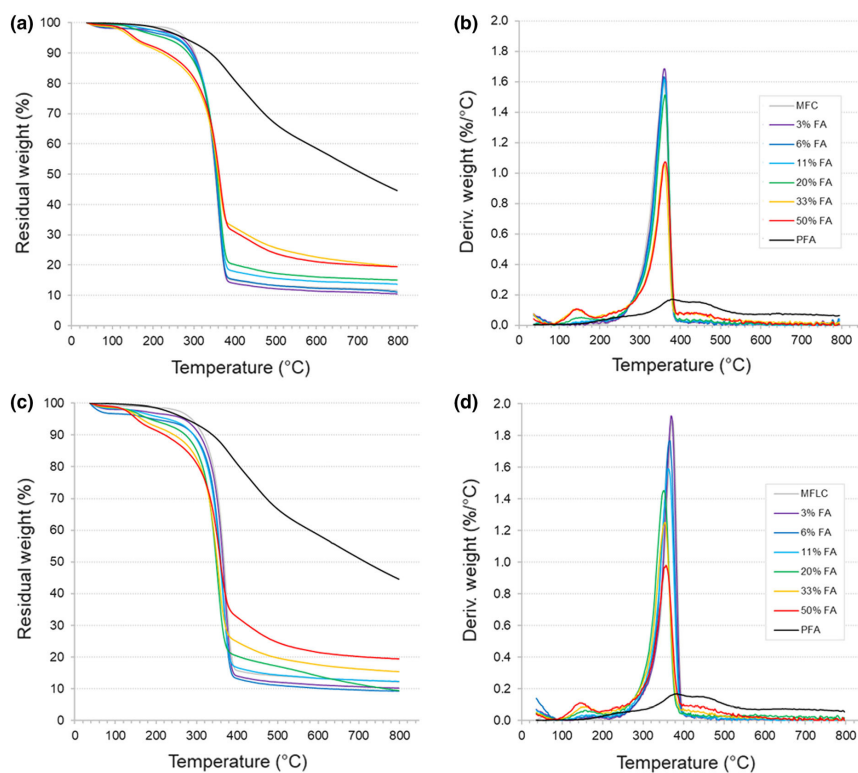 (a)
Residual weight (%)
100
90
80
70
60
50
40
30
20
10
0
0 100 200 300 400 500 600 700 800
Temperature (°C)
(b)
Deriv. weight (%/°C)
2.0
1.8
1.6
1.4
1.2
1.0
0.8
0.6
0.4
0.2
0.0
0 100 200 300 400 500 600 700 800
Temperature (°C)
MFC
3% FA
6% FA
11% FA
20% FA
33% FA
50% FA
PFA
(c)
Residual weight (%)
100
90
80
70
60
50
40
30
20
10
0
0 100 200 300 400 500 600 700 800
Temperature (°C)
(d)
Deriv. weight (%/°C)
2.0
1.8
1.6
1.4
1.2
1.0
0.8
0.6
0.4
0.2
0.0
0 100 200 300 400 500 600 700 800
Temperature (°C)
MFLC
3% FA
6% FA
11% FA
20% FA
33% FA
50% FA
PFA